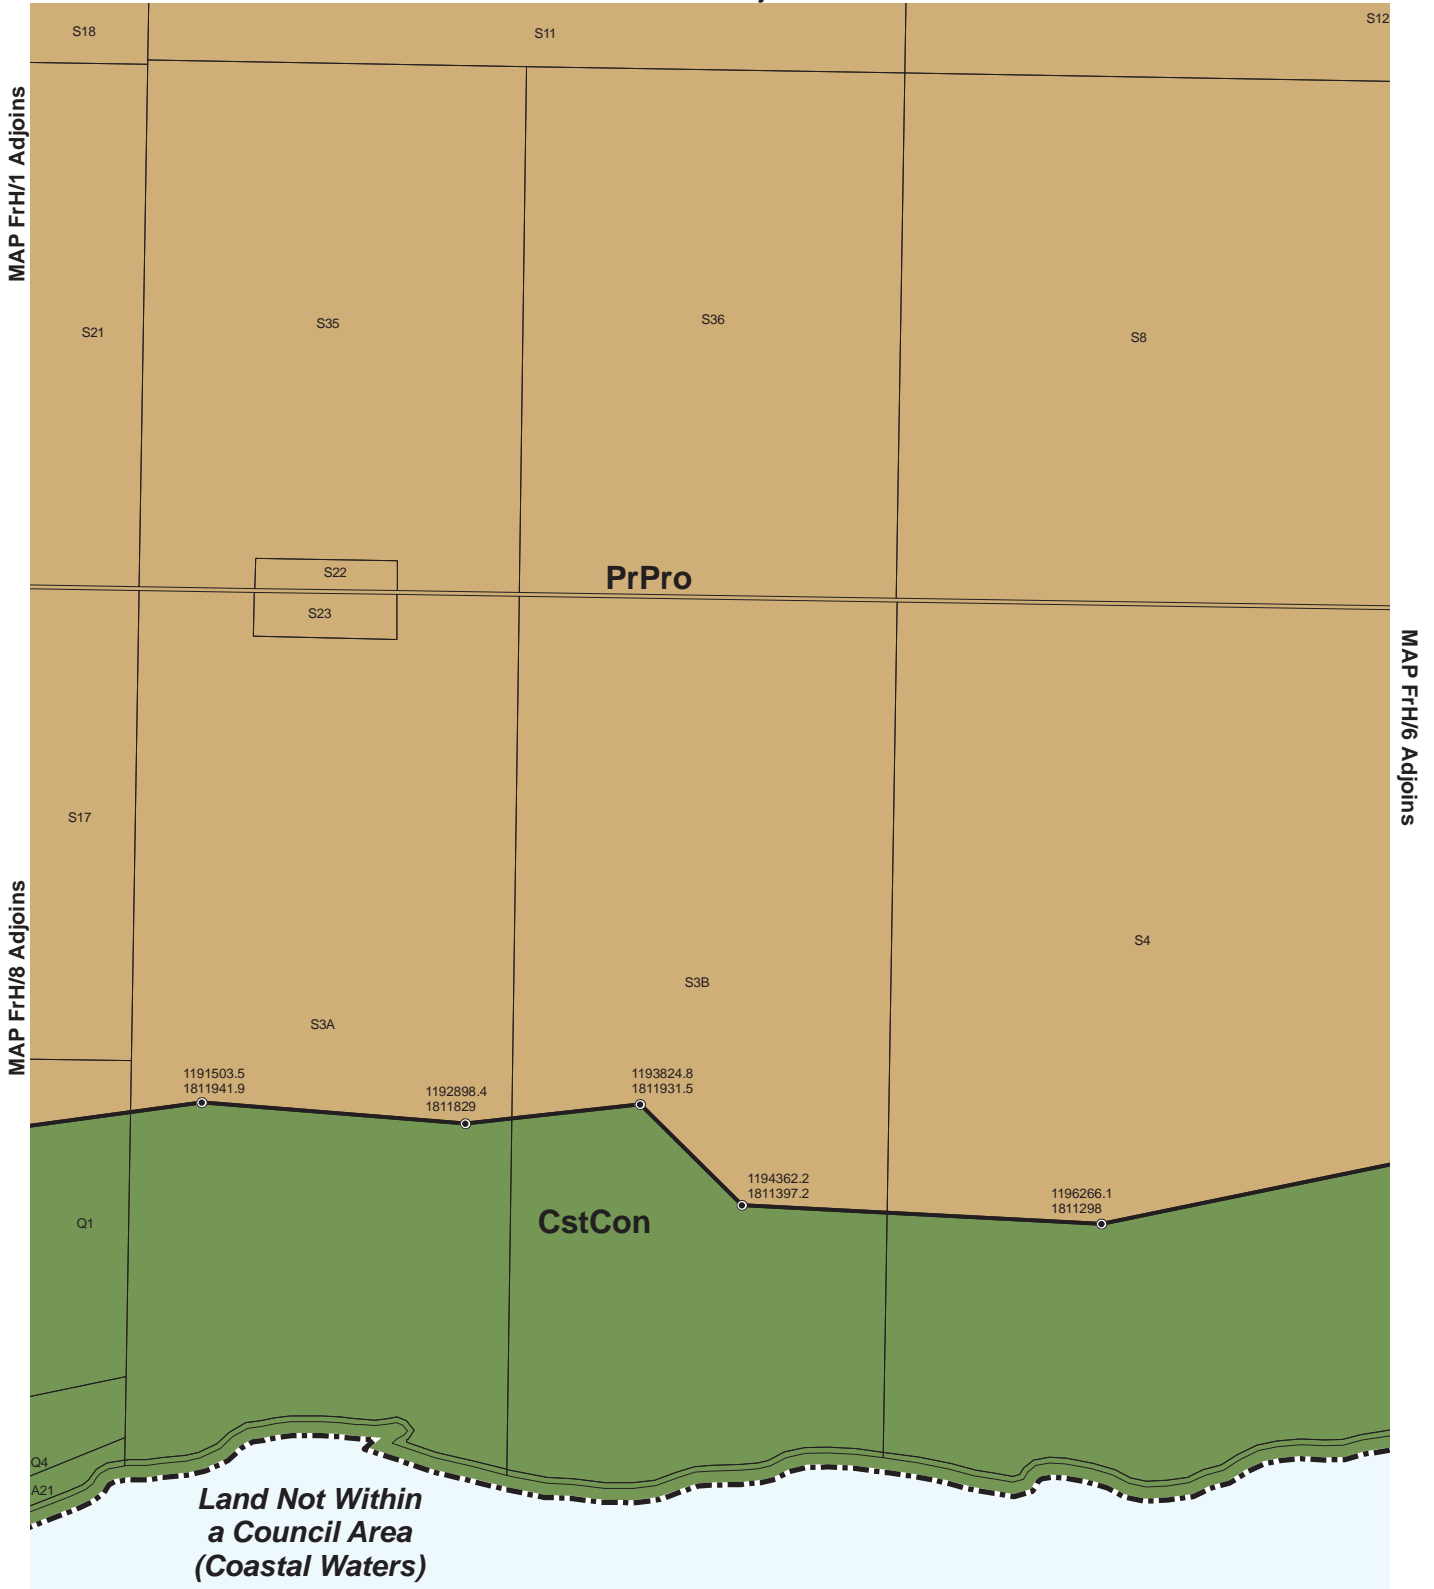 S18
S11
S12
MAP FrH/1 Adjoins
S21
S35
S36
S8
S22
PrPro
S23
MAP FrH/6 Adjoins
S17
S4
MAP FrH/8 Adjoins
S3B
S3A
1191503.5
1811941.9
1192898.4
1811829
1193824.8
1811931.5
1194362.2
1811397.2
1196266.1
1811298
Q1
CstCon
Q4
A21
Land Not Within
a Council Area
(Coastal Waters)